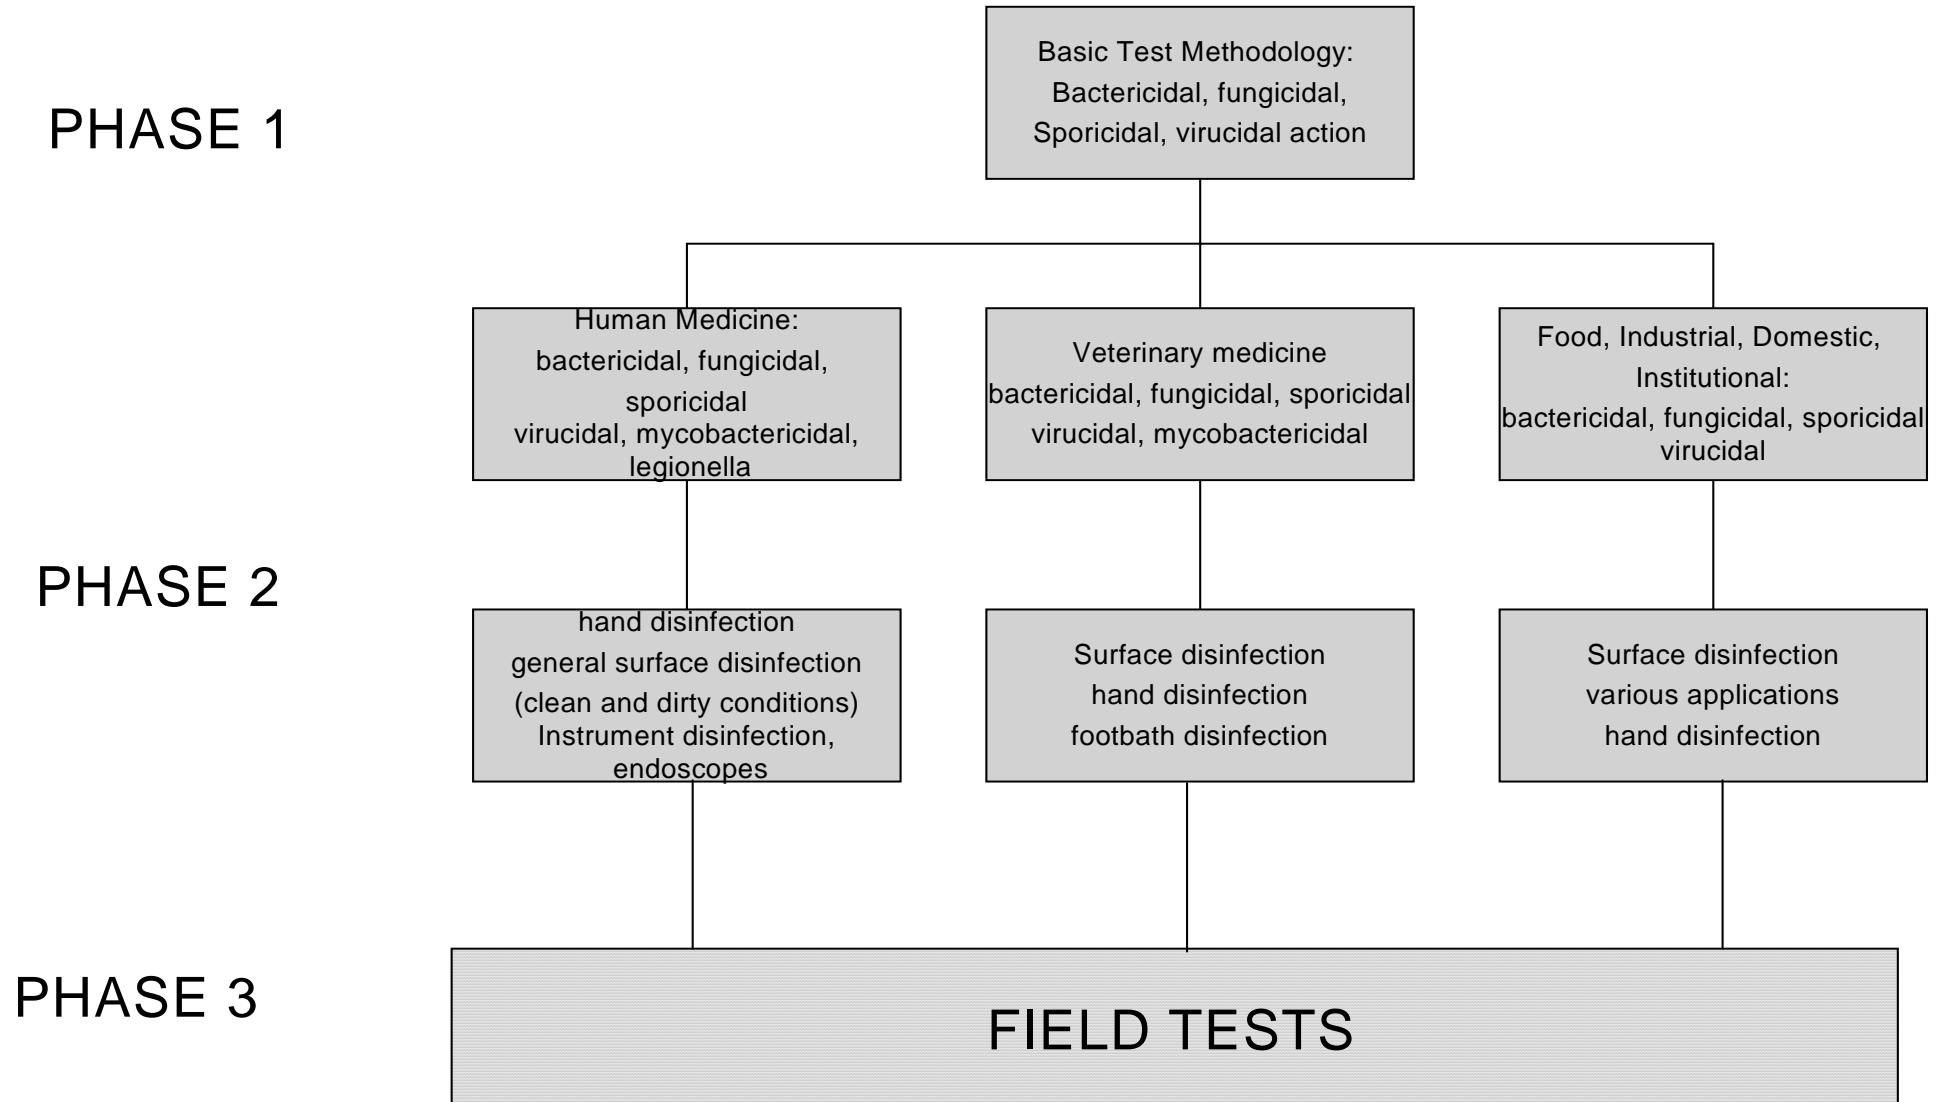 PHASE 1
Basic Test Methodology:
Bactericidal, fungicidal,
Sporicidal, virucidal action
Human Medicine:
bactericidal, fungicidal,
sporicidal
virucidal, mycobactericidal,
legionella
Veterinary medicine
bactericidal, fungicidal, sporicidal
virucidal, mycobactericidal
Food, Industrial, Domestic,
Institutional:
bactericidal, fungicidal, sporicidal
virucidal
PHASE 2
hand disinfection
general surface disinfection
(clean and dirty conditions)
Instrument disinfection,
endoscopes
Surface disinfection
hand disinfection
footbath disinfection
Surface disinfection
various applications
hand disinfection
PHASE 3
FIELD TESTS